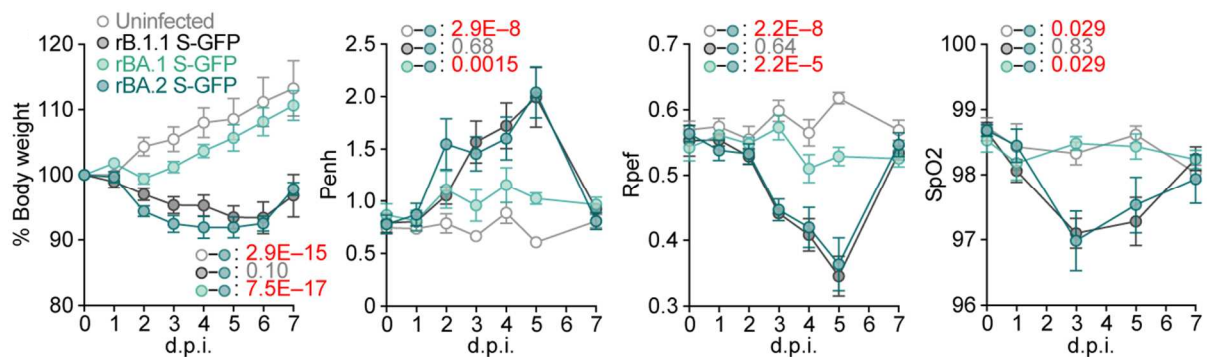 Uninfected
rB.1.1 S-GFP
rBA.1 S-GFP
rBA.2 S-GFP
% Body weight
120
110
100
90
80
: 2.9E–15
: 0.10
: 7.5E–17
0 1 2 3 4 5 6 7
d.p.i.
: 2.9E–8
: 0.68
: 0.0015
Penh
2.5
2.0
1.5
1.0
0.5
0
0 1 2 3 4 5 6 7
d.p.i.
: 2.2E–8
: 0.64
: 2.2E–5
Rpef
0.7
0.6
0.5
0.4
0.3
0 1 2 3 4 5 6 7
d.p.i.
: 0.029
: 0.83
: 0.029
SpO2
100
99
98
97
96
0 1 2 3 4 5 6 7
d.p.i.